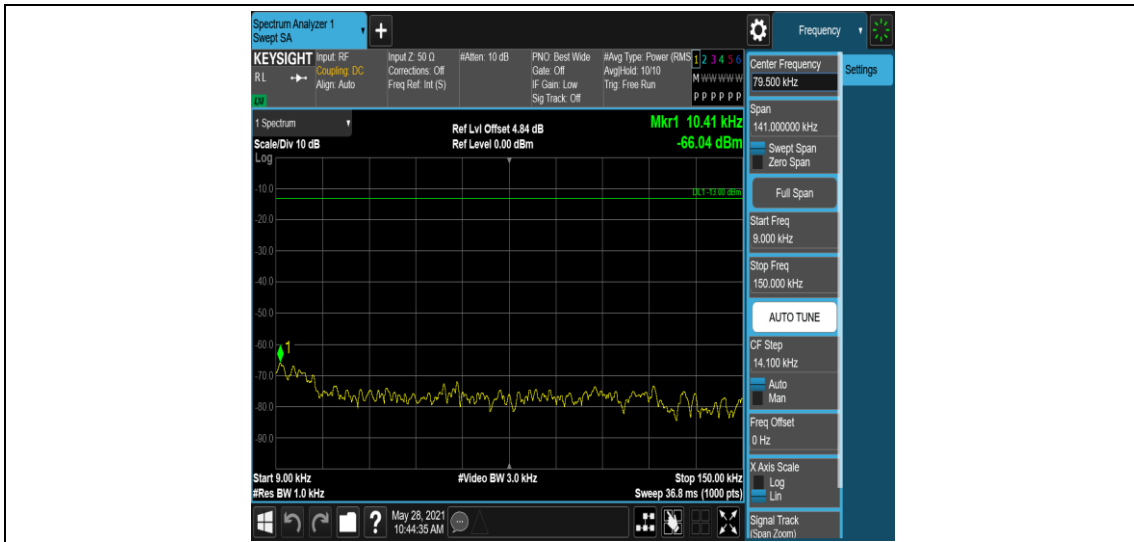 Spectrum Analyzer 1
Swept SA
+
Frequency
KEYSIGHT
RL
LXI
Input: RF
Coupling: DC
Align: Auto
Input Z: 50 Ω
Corrections: Off
Freq Ref: Int (S)
#Atten: 10 dB
PNO: Best Wide
Gate: Off
IF Gain: Low
Sig Track: Off
#Avg Type: Power (RMS
Avg|Hold: 10/10
Trig: Free Run
1 2 3 4 5 6
M W W W W W
P P P P P P
Center Frequency
79.500 kHz
Settings
Span
141.000000 kHz
Swept Span
Zero Span
Full Span
Start Freq
9.000 kHz
Stop Freq
150.000 kHz
AUTO TUNE
CF Step
14.100 kHz
Auto
Man
Freq Offset
0 Hz
X Axis Scale
Log
Lin
Signal Track
(Span Zoom)
1 Spectrum
Scale/Div 10 dB
Log
Ref Lvl Offset 4.84 dB
Ref Level 0.00 dBm
Mkr1 10.41 kHz
-66.04 dBm
DL1 -13.00 dBm
-10.0
-20.0
-30.0
-40.0
-50.0
-60.0
1
-70.0
-80.0
-90.0
Start 9.00 kHz
#Video BW 3.0 kHz
Stop 150.00 kHz
#Res BW 1.0 kHz
Sweep 36.8 ms (1000 pts)
?
May 28, 2021
10:44:35 AM